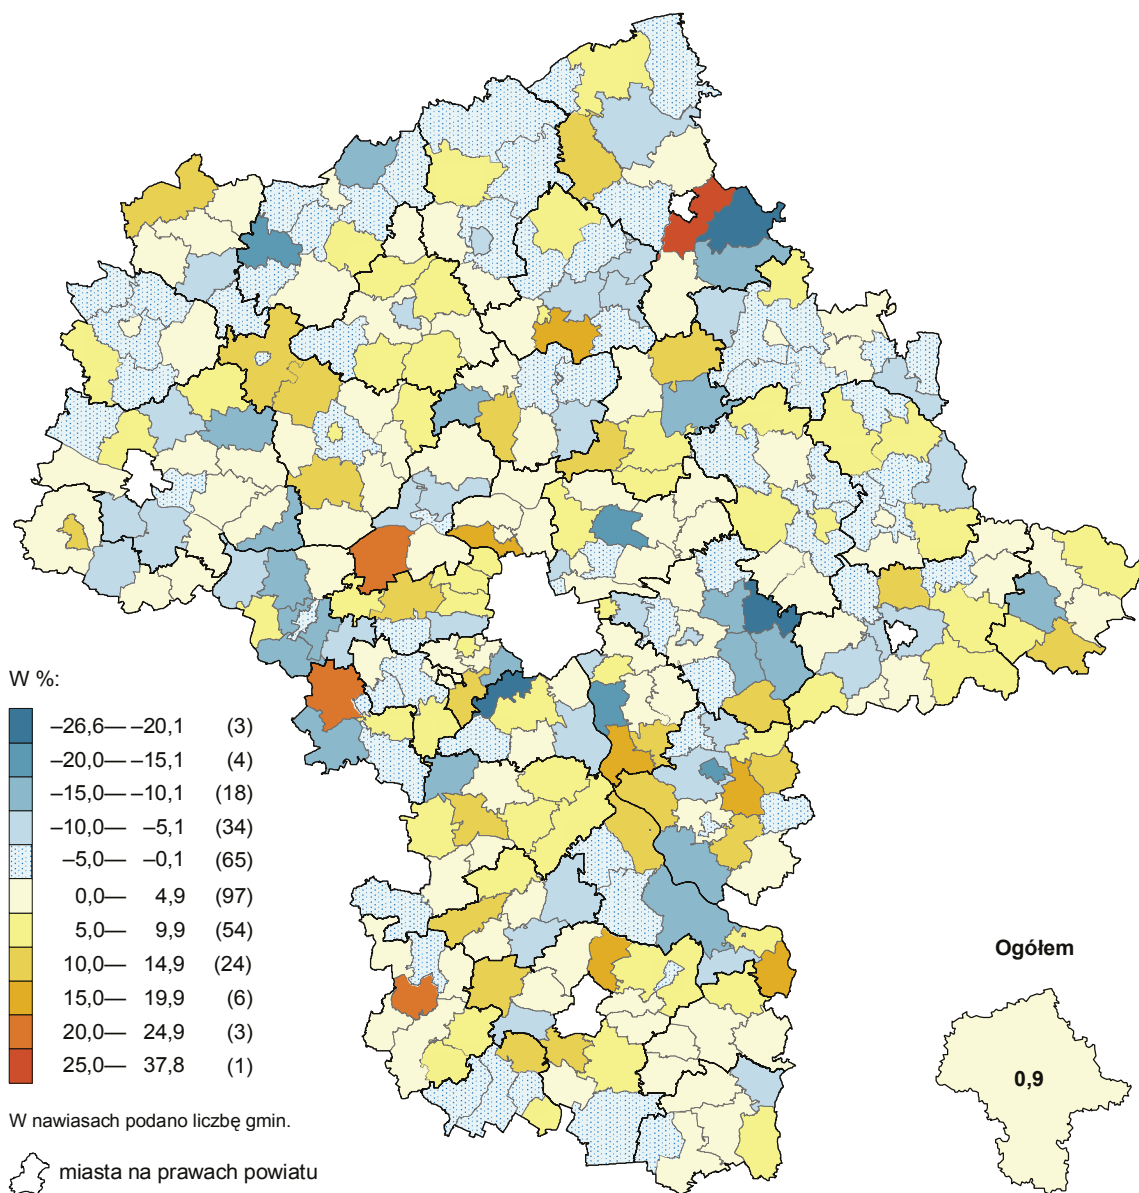 W %:
–26,6— –20,1 (3)
–20,0— –15,1 (4)
–15,0— –10,1 (18)
–10,0— –5,1 (34)
–5,0— –0,1 (65)
0,0— 4,9 (97)
5,0— 9,9 (54)
10,0— 14,9 (24)
15,0— 19,9 (6)
20,0— 24,9 (3)
25,0— 37,8 (1)
W nawiasach podano liczbę gmin.
miasta na prawach powiatu
Ogółem
0,9